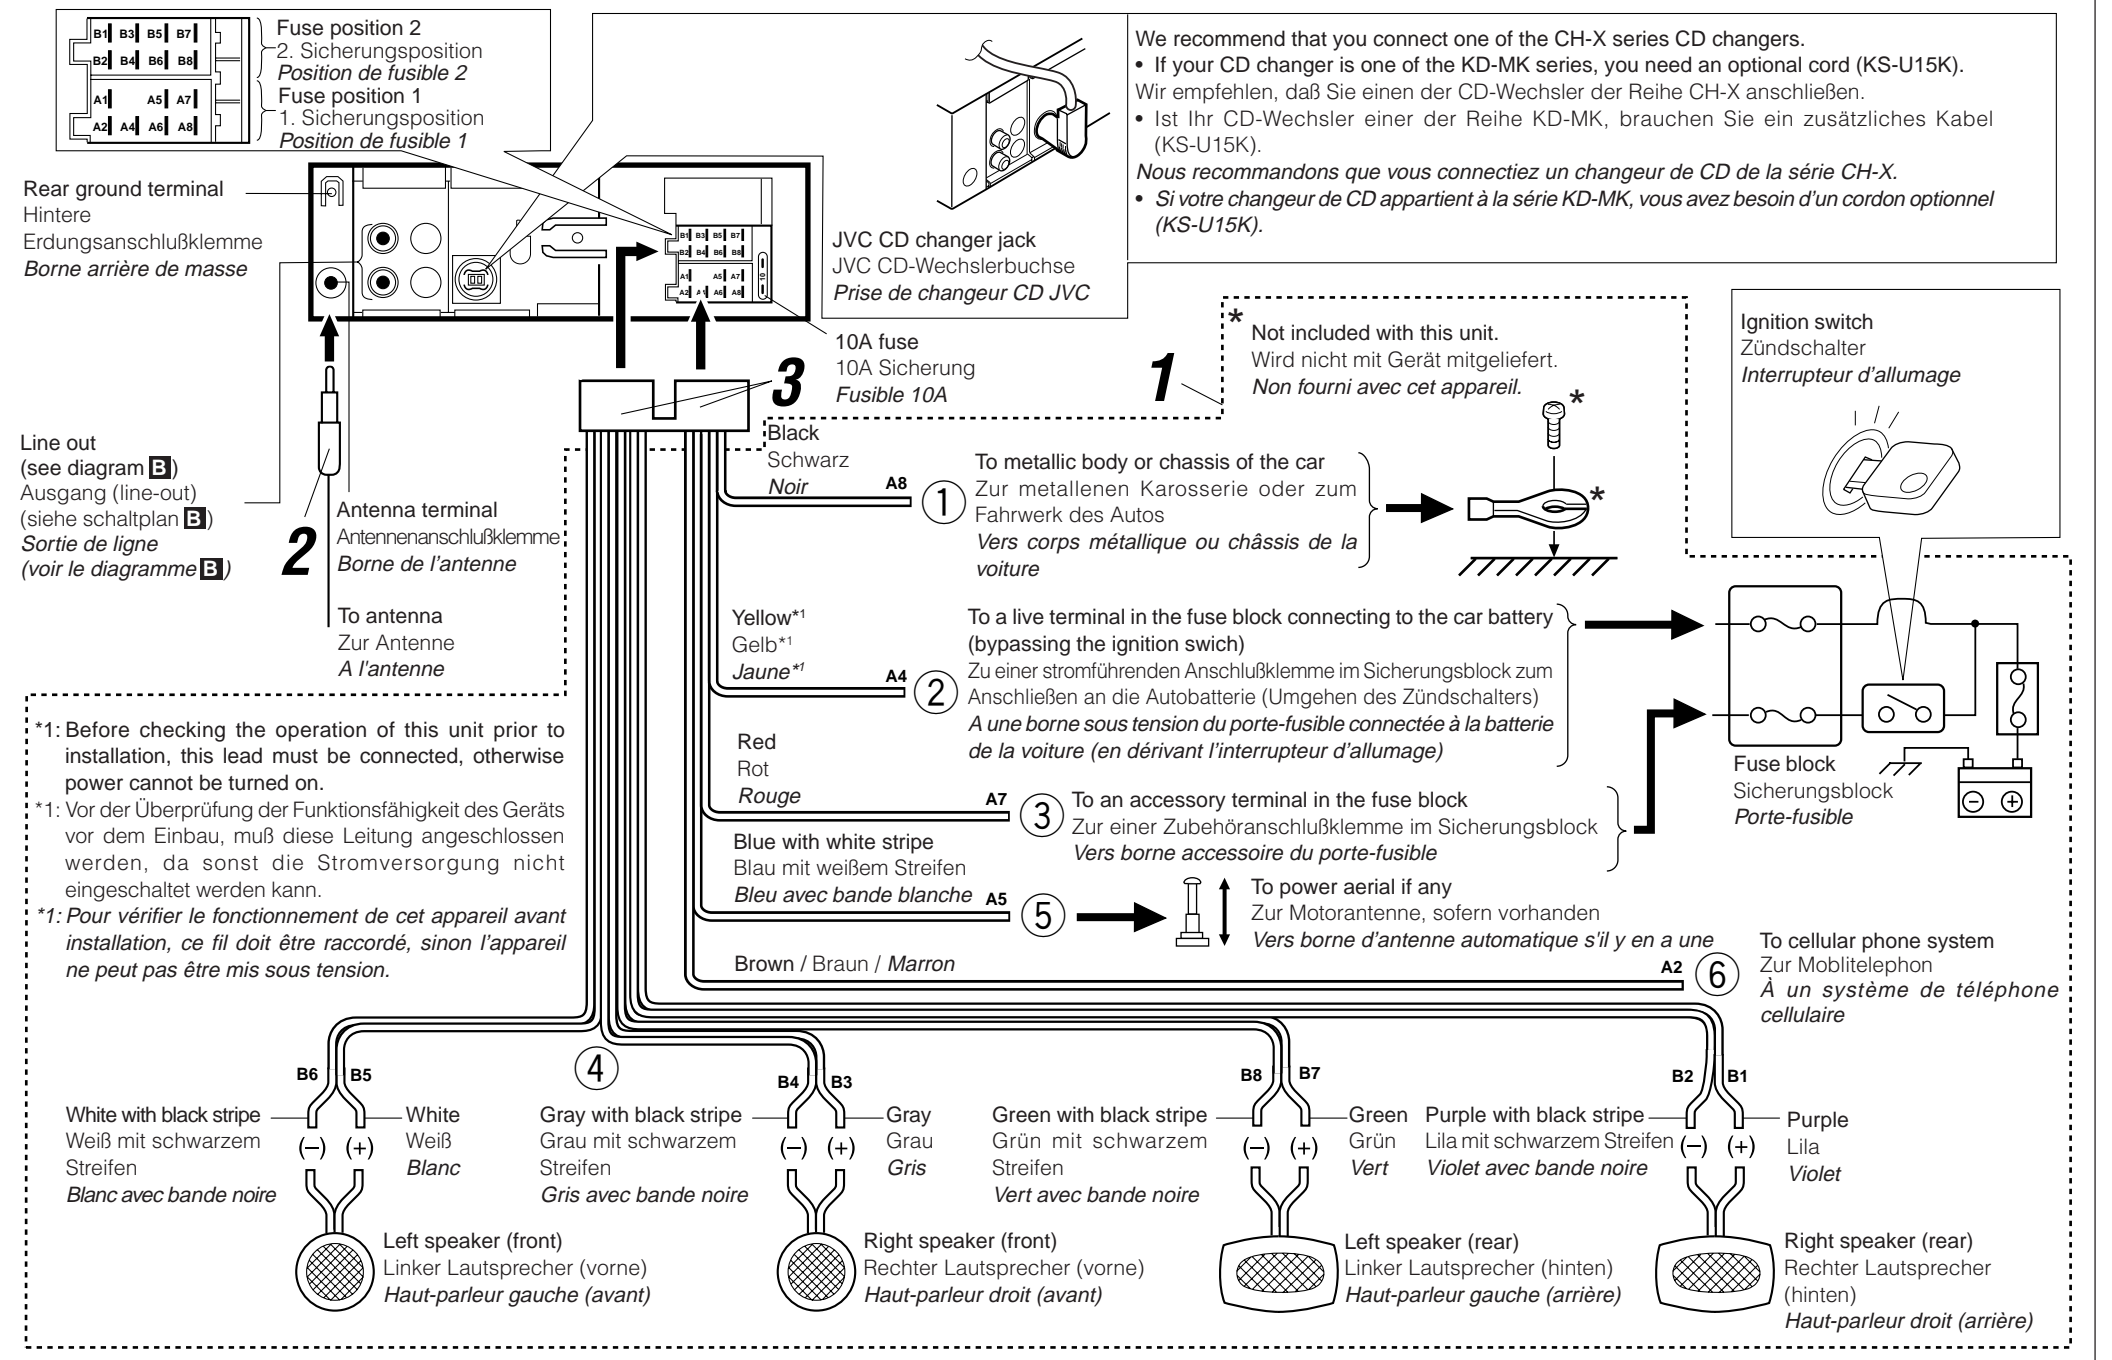 B1 B3 B5 B7
B2 B4 B6 B8
A1 A5 A7
A2 A4 A6 A8
Fuse position 2
2. Sicherungsposition
Position de fusible 2
Fuse position 1
1. Sicherungsposition
Position de fusible 1
We recommend that you connect one of the CH-X series CD changers.
• If your CD changer is one of the KD-MK series, you need an optional cord (KS-U15K).
Wir empfehlen, daß Sie einen der CD-Wechsler der Reihe CH-X anschließen.
• Ist Ihr CD-Wechsler einer der Reihe KD-MK, brauchen Sie ein zusätzliches Kabel
(KS-U15K).
Nous recommandons que vous connectiez un changeur de CD de la série CH-X.
• Si votre changeur de CD appartient à la série KD-MK, vous avez besoin d'un cordon optionnel
(KS-U15K).
Rear ground terminal
Hintere
Erdungsanschlußklemme
Borne arrière de masse
B1 B3 B5 B7
B2 B4 B6 B8
A1 A5 A7
A2 A6 A8
10
JVC CD changer jack
JVC CD-Wechslerbuchse
Prise de changeur CD JVC
10A fuse
10A Sicherung
Fusible 10A
3
1
* Not included with this unit.
Wird nicht mit Gerät mitgeliefert.
Non fourni avec cet appareil.
*
*
Ignition switch
Zündschalter
Interrupteur d'allumage
Line out
(see diagram B)
Ausgang (line-out)
(siehe schaltplan B)
Sortie de ligne
(voir le diagramme B)
2
Antenna terminal
Antennenanschlußklemme
Borne de l'antenne
To antenna
Zur Antenne
A l'antenne
Black
Schwarz
Noir
A8
1
To metallic body or chassis of the car
Zur metallenen Karosserie oder zum
Fahrwerk des Autos
Vers corps métallique ou châssis de la
voiture
Yellow*1
Gelb*1
Jaune*1
A4
2
To a live terminal in the fuse block connecting to the car battery
(bypassing the ignition swich)
Zu einer stromführenden Anschlußklemme im Sicherungsblock zum
Anschließen an die Autobatterie (Umgehen des Zündschalters)
A une borne sous tension du porte-fusible connectée à la batterie
de la voiture (en dérivant l'interrupteur d'allumage)
Fuse block
Sicherungsblock
Porte-fusible
− +
*1: Before checking the operation of this unit prior to
installation, this lead must be connected, otherwise
power cannot be turned on.
*1: Vor der Überprüfung der Funktionsfähigkeit des Geräts
vor dem Einbau, muß diese Leitung angeschlossen
werden, da sonst die Stromversorgung nicht
eingeschaltet werden kann.
*1: Pour vérifier le fonctionnement de cet appareil avant
installation, ce fil doit être raccordé, sinon l'appareil
ne peut pas être mis sous tension.
Red
Rot
Rouge
A7
3
To an accessory terminal in the fuse block
Zur einer Zubehöranschlußklemme im Sicherungsblock
Vers borne accessoire du porte-fusible
Blue with white stripe
Blau mit weißem Streifen
Bleu avec bande blanche
A5
5
To power aerial if any
Zur Motorantenne, sofern vorhanden
Vers borne d'antenne automatique s'il y en a une
Brown / Braun / Marron
A2
6
To cellular phone system
Zur Moblitelephon
À un système de téléphone
cellulaire
4
B6 B5
White with black stripe
Weiß mit schwarzem
Streifen
Blanc avec bande noire
(−) (+)
White
Weiß
Blanc
Left speaker (front)
Linker Lautsprecher (vorne)
Haut-parleur gauche (avant)
B4 B3
Gray with black stripe
Grau mit schwarzem
Streifen
Gris avec bande noire
(−) (+)
Gray
Grau
Gris
Right speaker (front)
Rechter Lautsprecher (vorne)
Haut-parleur droit (avant)
B8 B7
Green with black stripe
Grün mit schwarzem
Streifen
Vert avec bande noire
(−) (+)
Green
Grün
Vert
Left speaker (rear)
Linker Lautsprecher (hinten)
Haut-parleur gauche (arrière)
B2 B1
Purple with black stripe
Lila mit schwarzem Streifen
Violet avec bande noire
(−) (+)
Purple
Lila
Violet
Right speaker (rear)
Rechter Lautsprecher
(hinten)
Haut-parleur droit (arrière)